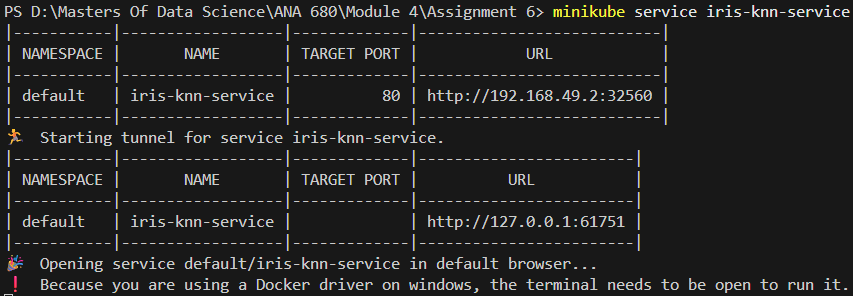 PS D:\Masters Of Data Science\ANA 680\Module 4\Assignment 6> minikube service iris-knn-service
|-----------|------------------|-------------|---------------------------|
| NAMESPACE |       NAME       | TARGET PORT |            URL            |
|-----------|------------------|-------------|---------------------------|
| default   | iris-knn-service |          80 | http://192.168.49.2:32560 |
|-----------|------------------|-------------|---------------------------|
🏃  Starting tunnel for service iris-knn-service.
|-----------|------------------|-------------|------------------------|
| NAMESPACE |       NAME       | TARGET PORT |          URL           |
|-----------|------------------|-------------|------------------------|
| default   | iris-knn-service |             | http://127.0.0.1:61751 |
|-----------|------------------|-------------|------------------------|
🎉  Opening service default/iris-knn-service in default browser...
❗  Because you are using a Docker driver on windows, the terminal needs to be open to run it.